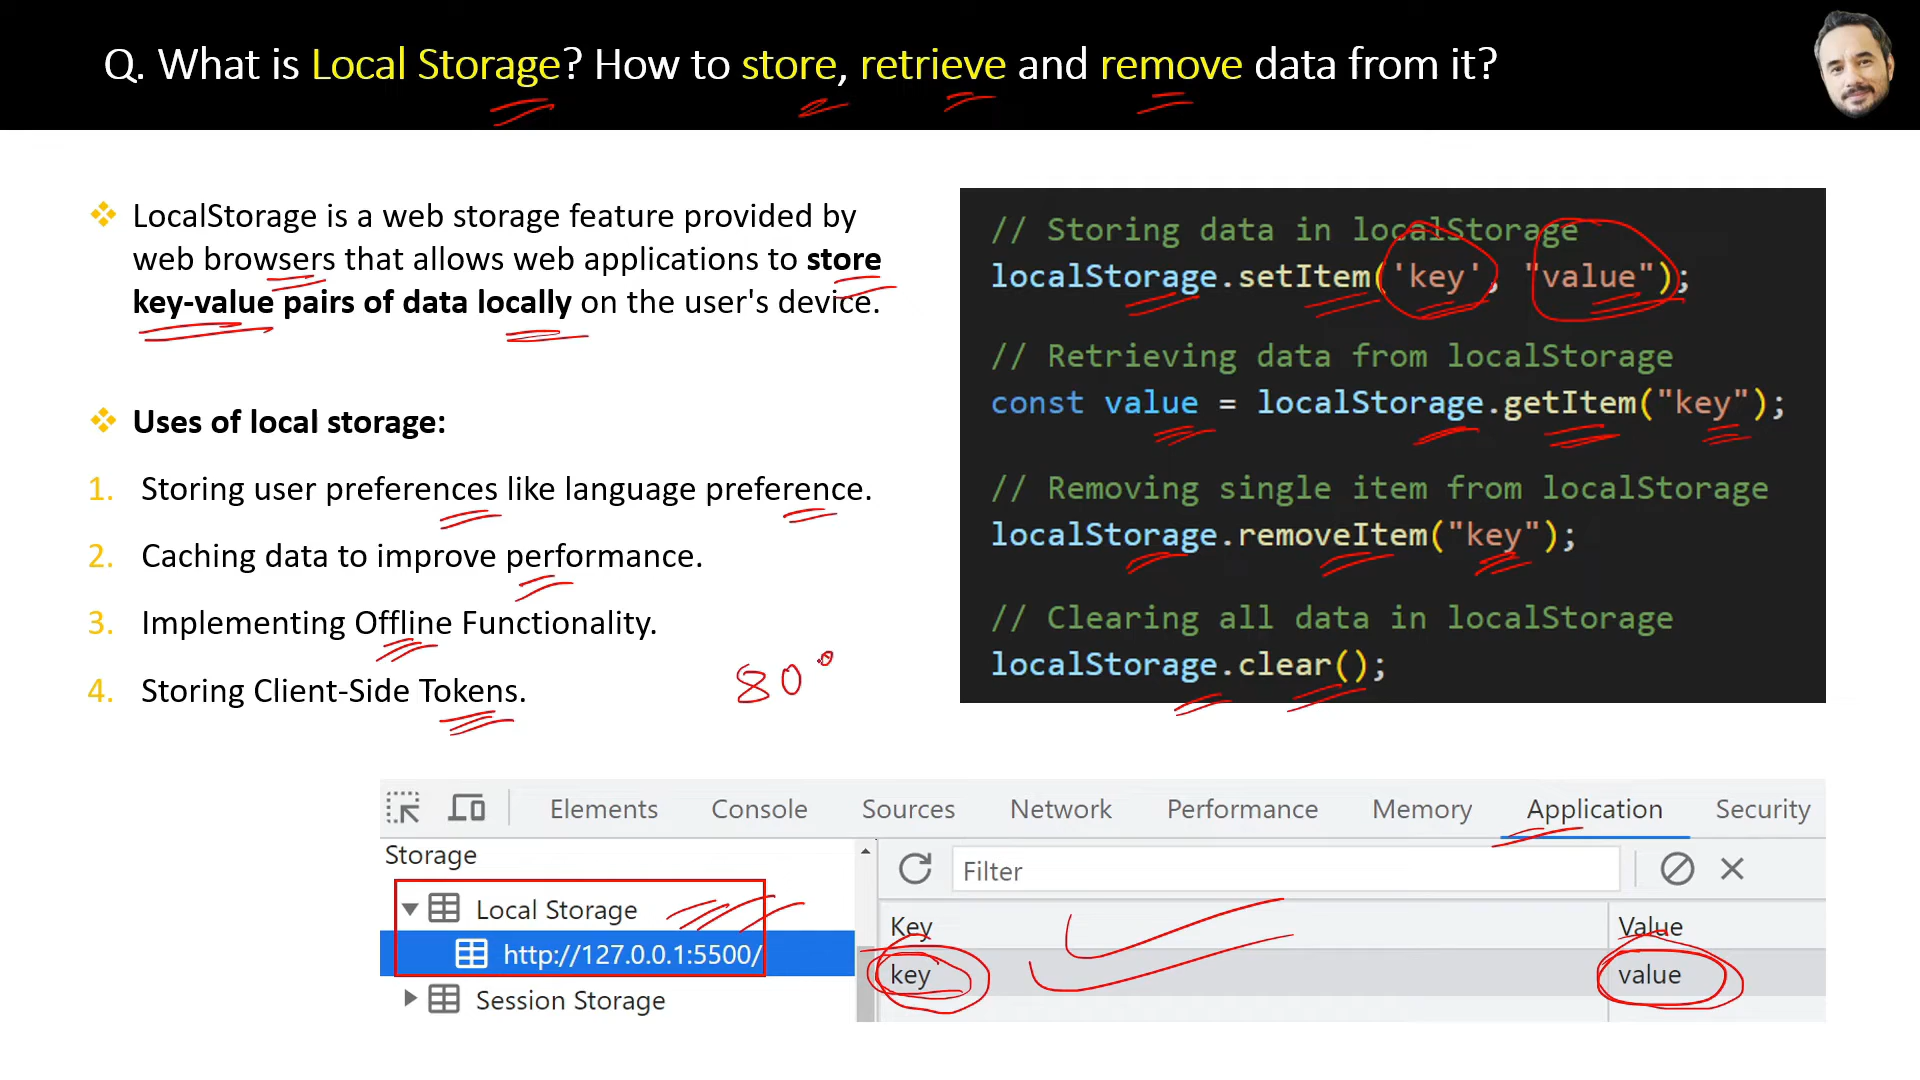 Q. What is Local Storage? How to store, retrieve and remove data from it?
LocalStorage is a web storage feature provided by
web browsers that allows web applications to store
key-value pairs of data locally on the user's device.
Uses of local storage:
1. Storing user preferences like language preference.
2. Caching data to improve performance.
3. Implementing Offline Functionality.
4. Storing Client-Side Tokens.
80°
// Storing data in localStorage
localStorage.setItem('key', "value");
// Retrieving data from localStorage
const value = localStorage.getItem("key");
// Removing single item from localStorage
localStorage.removeItem("key");
// Clearing all data in localStorage
localStorage.clear();
Elements Console Sources Network Performance Memory Application Security
Storage
Local Storage
http://127.0.0.1:5500/
Session Storage
Filter
Key Value
key value